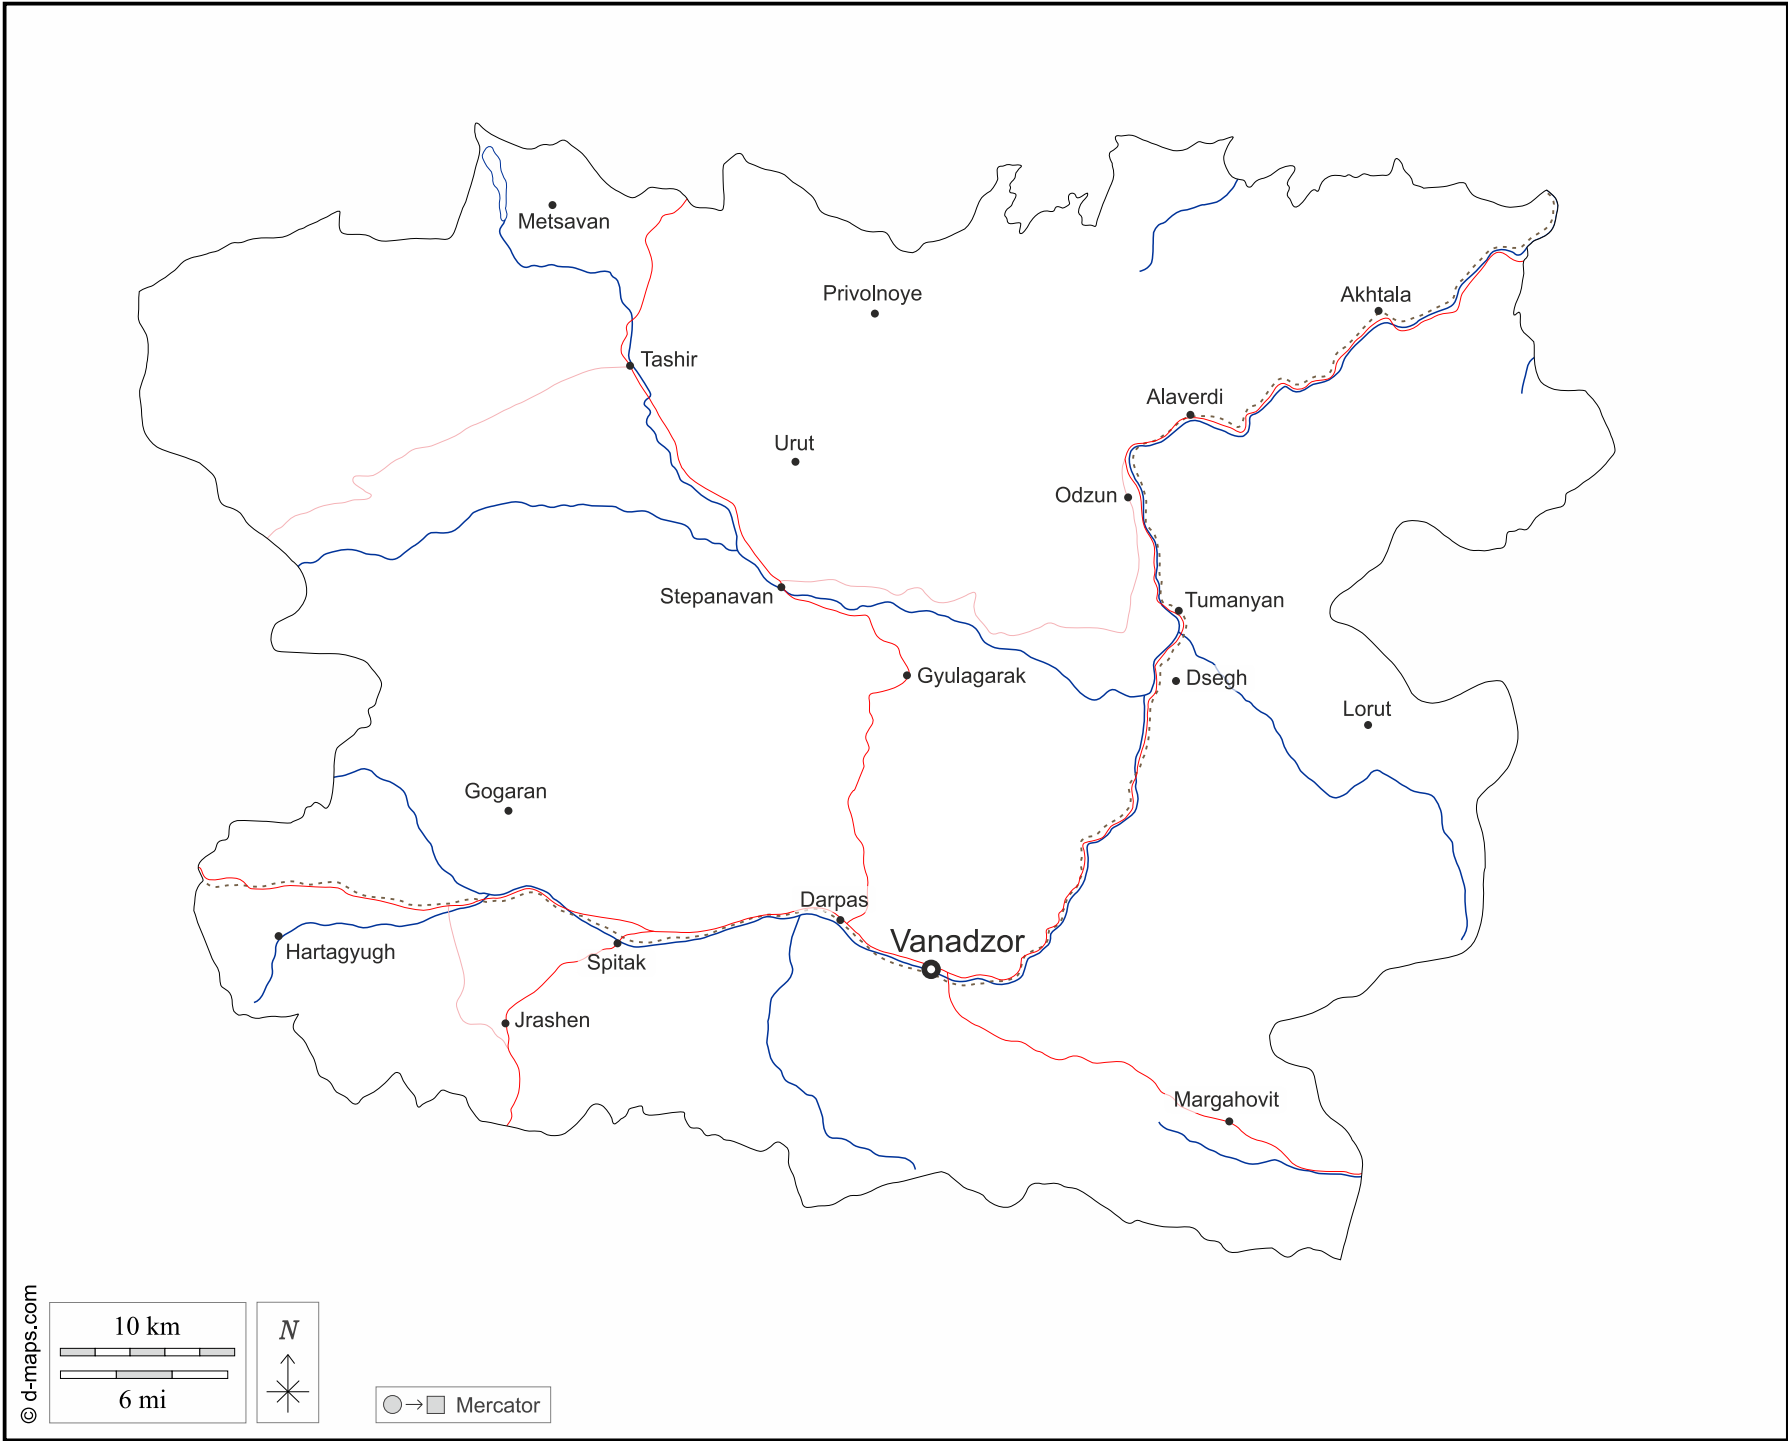 Metsavan
Privolnoye
Akhtala
Tashir
Alaverdi
Urut
Odzun
Stepanavan
Tumanyan
Gyulagarak
Dsegh
Lorut
Gogaran
Darpas
Vanadzor
Hartagyugh
Spitak
Jrashen
Margahovit
© d-maps.com
10 km
6 mi
N
Mercator